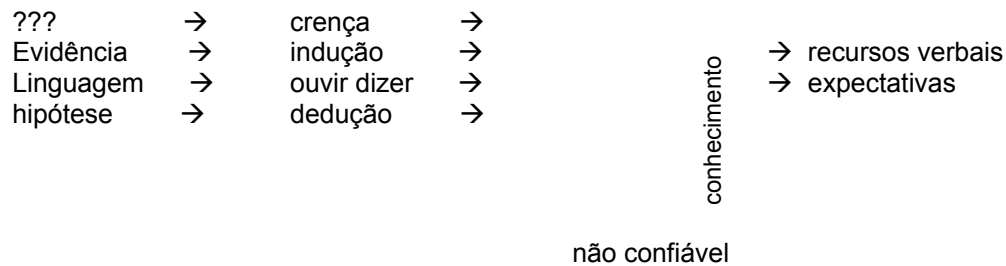 ??? → crença →
Evidência → indução → → recursos verbais
Linguagem → ouvir dizer → → expectativas
hipótese → dedução →
conhecimento
não confiável